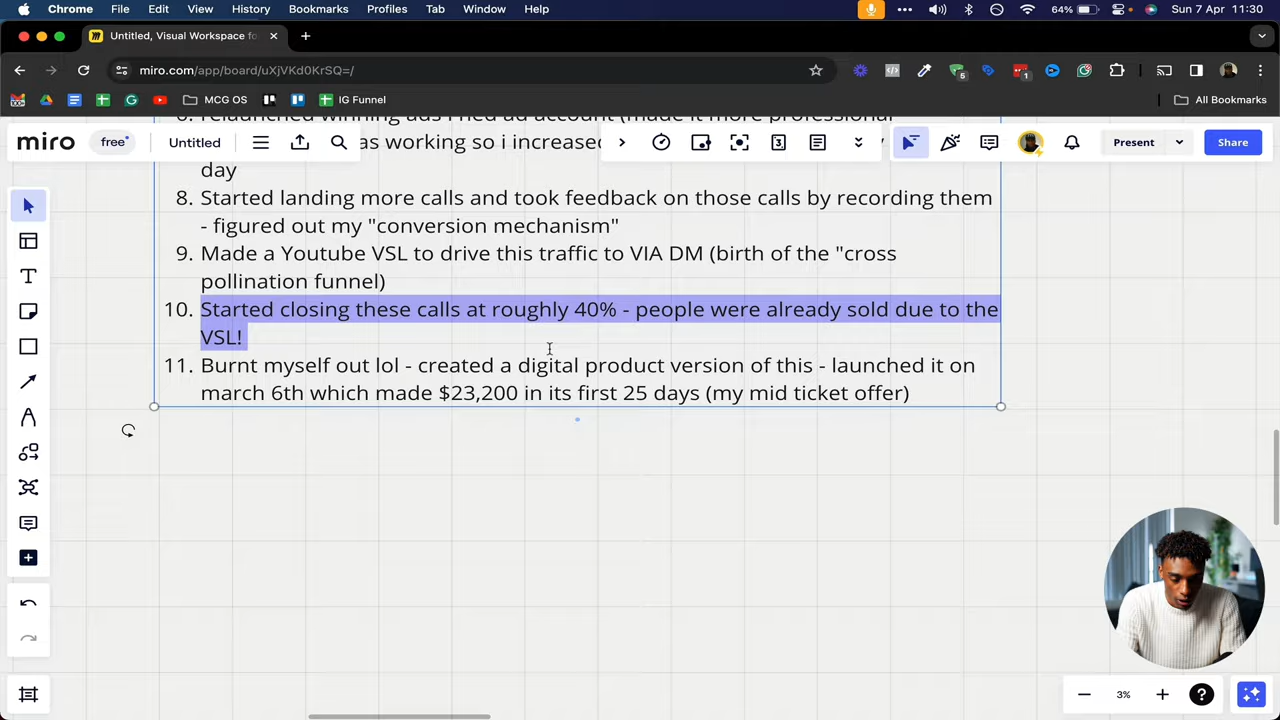 Chrome File Edit View History Bookmarks Profiles Tab Window Help 64% Sun 7 Apr 11:30
Untitled, Visual Workspace fo
miro.com/app/board/uXjVKd0KrSQ=/
5 1
MCG OS IG Funnel All Bookmarks
miro free Untitled 3 Present Share
as working so i increased
day
8. Started landing more calls and took feedback on those calls by recording them
- figured out my "conversion mechanism"
9. Made a Youtube VSL to drive this traffic to VIA DM (birth of the "cross
pollination funnel)
10. Started closing these calls at roughly 40% - people were already sold due to the
VSL!
11. Burnt myself out lol - created a digital product version of this - launched it on
march 6th which made $23,200 in its first 25 days (my mid ticket offer)
3%